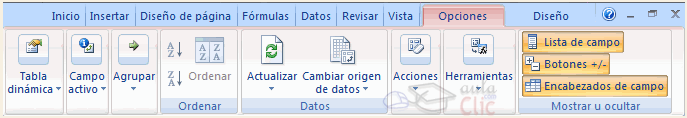 Inicio Insertar Diseño de página Fórmulas Datos Revisar Vista Opciones Diseño
Tabla dinámica
Campo activo
Agrupar
A Z
Z A
A Z Z A
Ordenar
Ordenar
Actualizar
Cambiar origen de datos
Datos
Acciones
Herramientas
Lista de campo
Botones +/-
Encabezados de campo
Mostrar u ocultar
aula
Clic